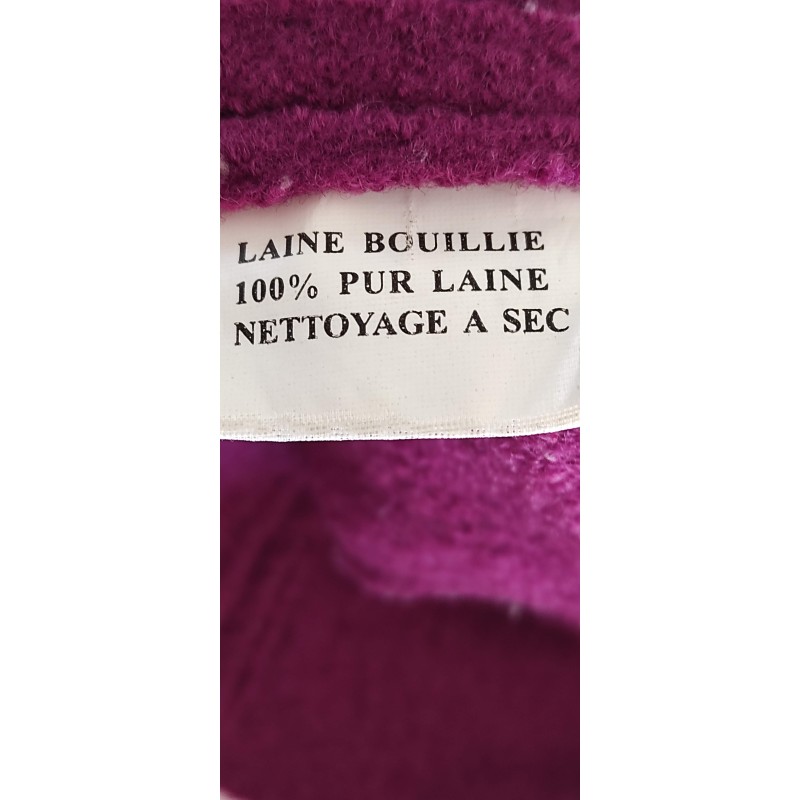 LAINE BOUILLIE
100% PUR LAINE
NETTOYAGE A SEC